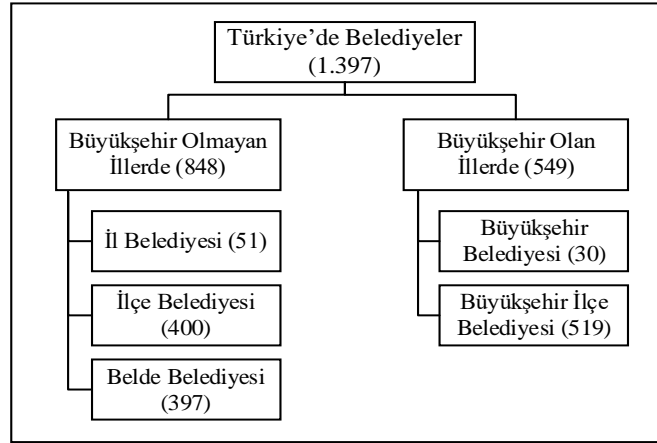 Türkiye’de Belediyeler
(1.397)
Büyükşehir Olmayan
İllerde (848)
İl Belediyesi (51)
İlçe Belediyesi
(400)
Belde Belediyesi
(397)
Büyükşehir Olan
İllerde (549)
Büyükşehir
Belediyesi (30)
Büyükşehir İlçe
Belediyesi (519)